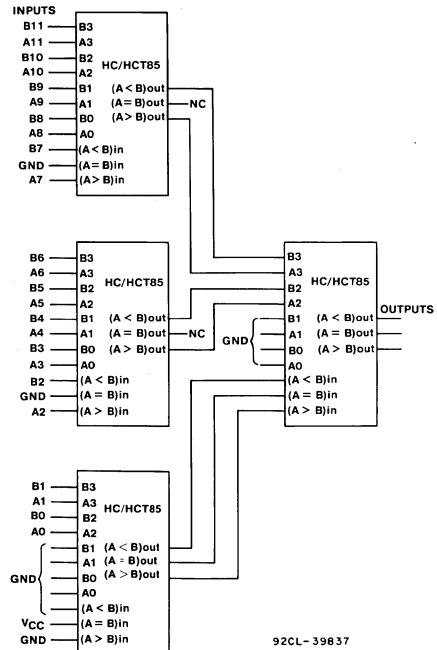 INPUTS
B11 B3
A11 A3
B10 B2
A10 A2
HC/HCT85
B9 B1 (A < B)out
A9 A1 (A = B)out NC
B8 B0 (A > B)out
A8 A0
B7 (A < B)in
GND (A = B)in
A7 (A > B)in
B6 B3
A6 A3
HC/HCT85
B5 B2
A5 A2
B4 B1 (A < B)out
A4 A1 (A = B)out NC
B3 B0 (A > B)out
A3 A0
B2 (A < B)in
GND (A = B)in
A2 (A > B)in
B1 B3
A1 A3
HC/HCT85
B0 B2
A0 A2
B1 (A < B)out
A1 (A = B)out
GND
B0 (A > B)out
A0
(A < B)in
VCC (A = B)in
GND (A > B)in
B3
A3
HC/HCT85
B2
A2
OUTPUTS
B1 (A < B)out
GND
A1 (A = B)out
B0 (A > B)out
A0
(A < B)in
(A = B)in
(A > B)in
92CL-39837